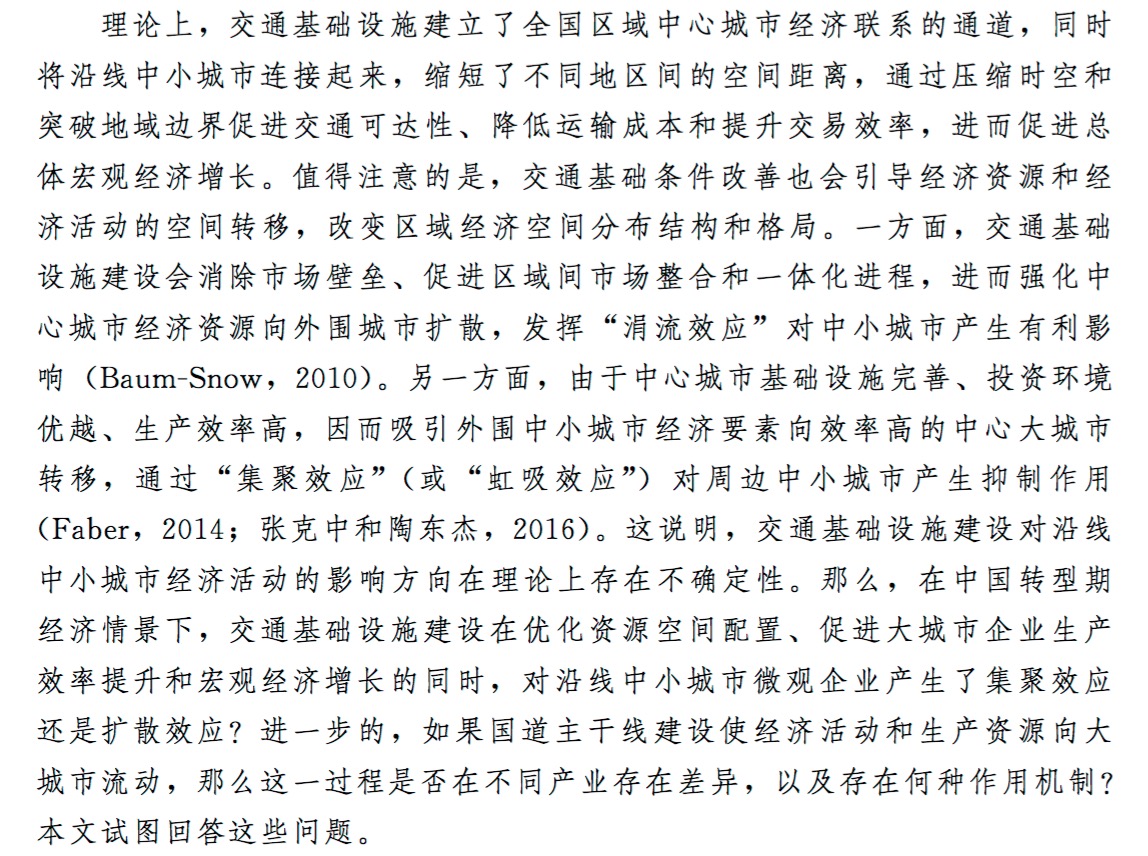 理论上，交通基础设施建立了全国区域中心城市经济联系的通道，同时
将沿线中小城市连接起来，缩短了不同地区间的空间距离，通过压缩时空和
突破地域边界促进交通可达性、降低运输成本和提升交易效率，进而促进总
体宏观经济增长。值得注意的是，交通基础条件改善也会引导经济资源和经
济活动的空间转移，改变区域经济空间分布结构和格局。一方面，交通基础
设施建设会消除市场壁垒、促进区域间市场整合和一体化进程，进而强化中
心城市经济资源向外围城市扩散，发挥“涓流效应”对中小城市产生有利影
响（Baum-Snow，2010）。另一方面，由于中心城市基础设施完善、投资环境
优越、生产效率高，因而吸引外围中小城市经济要素向效率高的中心大城市
转移，通过“集聚效应”（或“虹吸效应”）对周边中小城市产生抑制作用
（Faber，2014；张克中和陶东杰，2016）。这说明，交通基础设施建设对沿线
中小城市经济活动的影响方向在理论上存在不确定性。那么，在中国转型期
经济情景下，交通基础设施建设在优化资源空间配置、促进大城市企业生产
效率提升和宏观经济增长的同时，对沿线中小城市微观企业产生了集聚效应
还是扩散效应？进一步的，如果国道主干线建设使经济活动和生产资源向大
城市流动，那么这一过程是否在不同产业存在差异，以及存在何种作用机制？
本文试图回答这些问题。